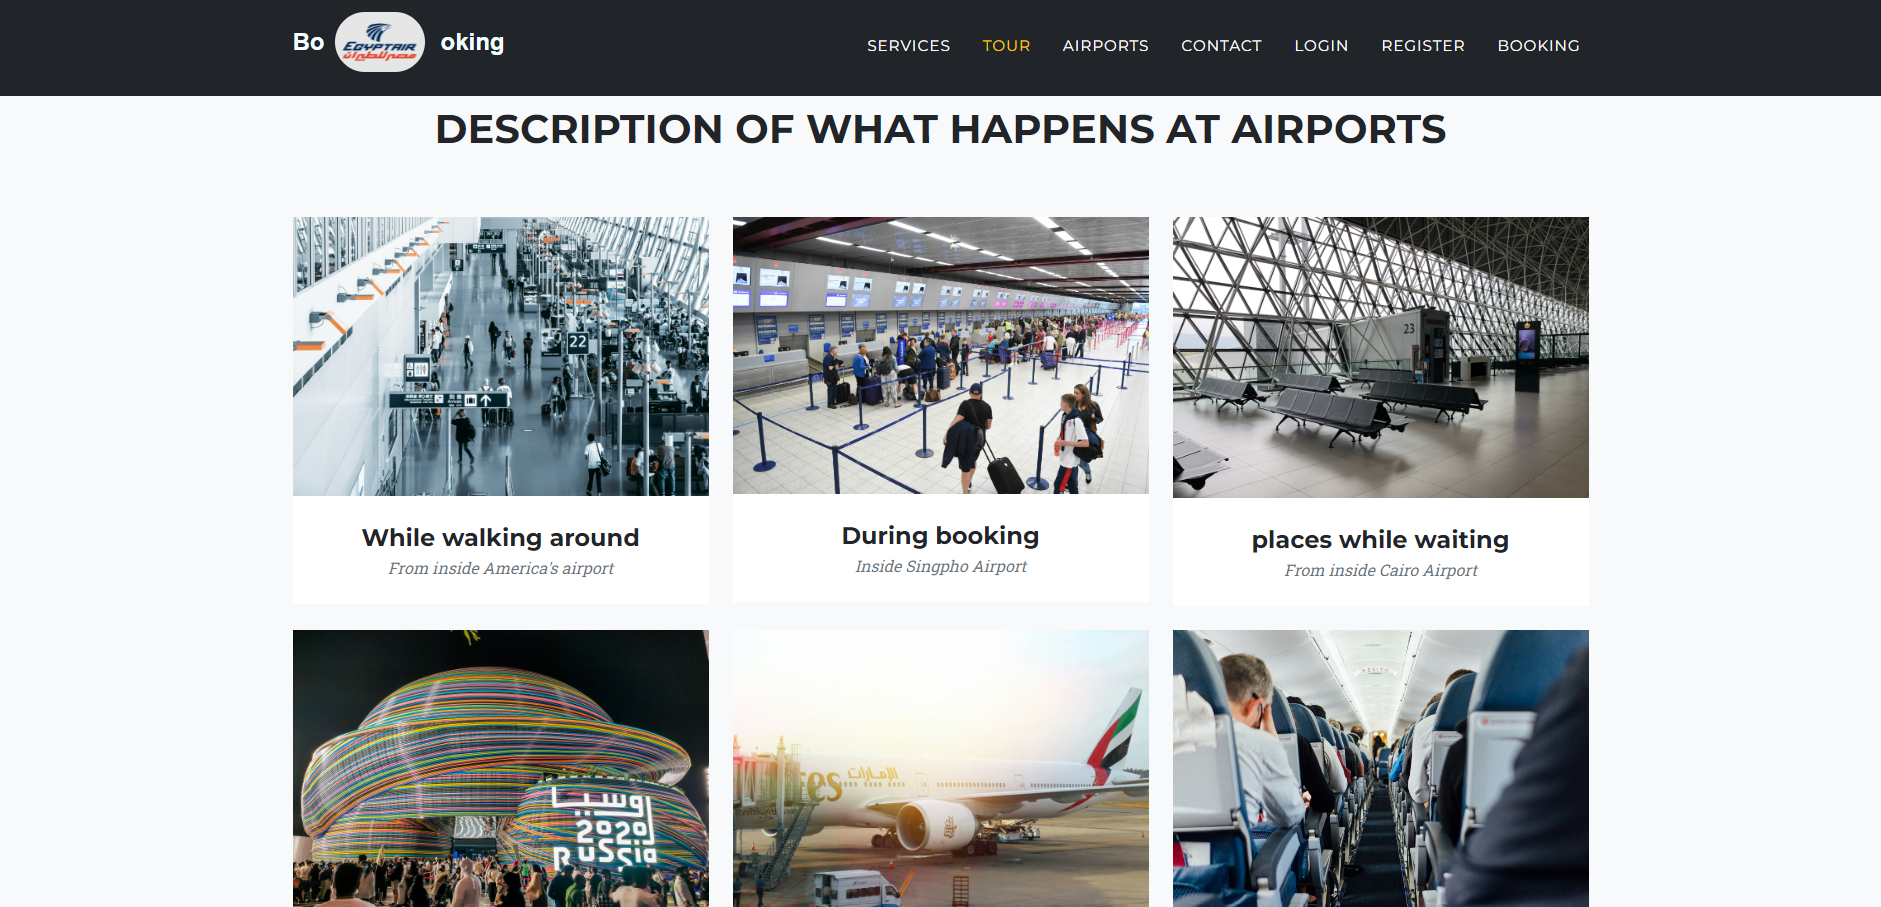 Bo EGYPTAIR oking
مصر للطيران
SERVICES TOUR AIRPORTS CONTACT LOGIN REGISTER BOOKING
DESCRIPTION OF WHAT HAPPENS AT AIRPORTS
22
23
While walking around
From inside America's airport
During booking
Inside Singpho Airport
places while waiting
From inside Cairo Airport
روسيا
2020
Russia
الإمارات
EXIT